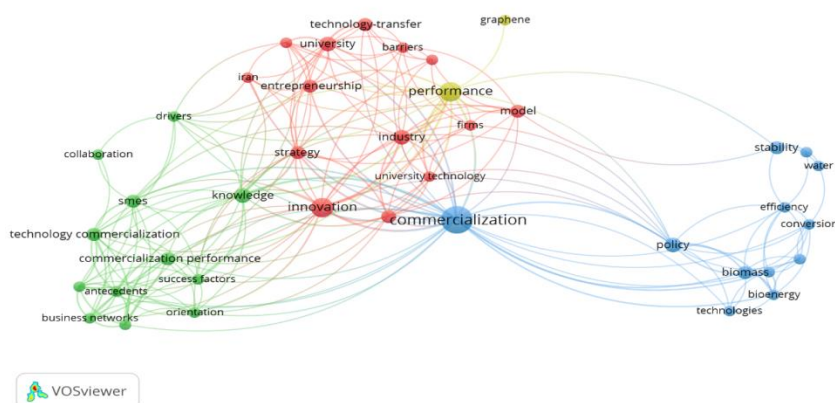 graphene
technology-transfer
university
barriers
iran
entrepreneurship
performance
drivers
model
firms
industry
collaboration
strategy
stability
water
university technology
smes
knowledge
innovation
efficiency
commercialization
conversion
technology commercialization
policy
commercialization performance
biomass
success factors
antecedents
bioenergy
business networks
orientation
technologies
VOSviewer